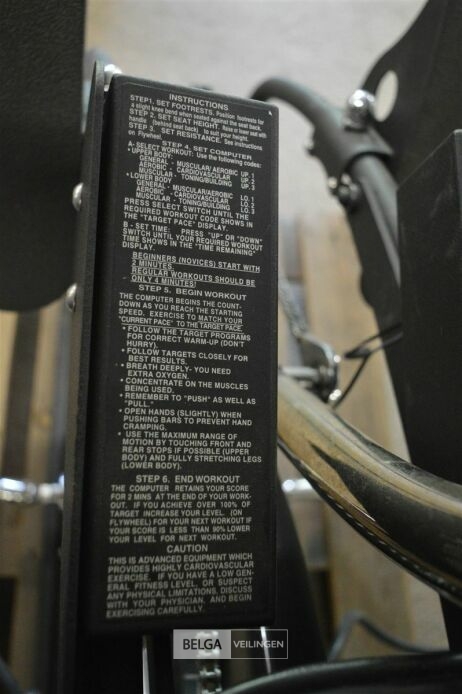 INSTRUCTIONS
STEP1. SET FOOTRESTS. Position footrests for
a slight knee bend when seated against the seat back.
STEP 2. SET SEAT HEIGHT. Raise or lower seat with
handle (behind seat back) to suit your height.
STEP 3. SET RESISTANCE. See instructions
on Flywheel.
STEP 4. SET COMPUTER
A- SELECT WORKOUT: Use the following codes:
• UPPER BODY:
GENERAL - MUSCULAR/ AEROBIC UP. 1
AEROBIC - CARDIOVASCULAR UP. 2
MUSCULAR - TONING/BUILDING UP. 3
• LOWER BODY:
GENERAL - MUSCULAR/AEROBIC LO. 1
AEROBIC - CARDIOVASCULAR LO. 2
MUSCULAR - TONING/BUILDING LO. 3
PRESS SELECT SWITCH UNTIL THE
REQUIRED WORKOUT CODE SHOWS IN
THE "TARGET PACE" DISPLAY.
B - SET TIME: PRESS "UP" OR "DOWN"
SWITCH UNTIL YOUR REQUIRED WORKOUT
TIME SHOWS IN THE "TIME REMAINING"
DISPLAY.
BEGINNERS (NOVICES) START WITH
2 MINUTES.
REGULAR WORKOUTS SHOULD BE
ONLY 4 MINUTES!
STEP 5. BEGIN WORKOUT
THE COMPUTER BEGINS THE COUNT-
DOWN AS YOU REACH THE STARTING
SPEED. EXERCISE TO MATCH YOUR
"CURRENT PACE" TO THE TARGET PACE.
• FOLLOW THE TARGET PROGRAMS
FOR CORRECT WARM-UP (DON'T
HURRY).
• FOLLOW TARGETS CLOSELY FOR
BEST RESULTS.
• BREATH DEEPLY- YOU NEED
EXTRA OXYGEN.
• CONCENTRATE ON THE MUSCLES
BEING USED.
• REMEMBER TO "PUSH" AS WELL AS
"PULL."
• OPEN HANDS (SLIGHTLY) WHEN
PUSHING BARS TO PREVENT HAND
CRAMPING.
• USE THE MAXIMUM RANGE OF
MOTION BY TOUCHING FRONT AND
REAR STOPS IF POSSIBLE (UPPER
BODY) AND FULLY STRETCHING LEGS
(LOWER BODY).
STEP 6. END WORKOUT
THE COMPUTER RETAINS YOUR SCORE
FOR 2 MINS AT THE END OF YOUR WORK-
OUT. IF YOU ACHIEVE OVER 100% OF
TARGET INCREASE YOUR LEVEL. (ON
FLYWHEEL) FOR YOUR NEXT WORKOUT IF
YOUR SCORE IS LESS THAN 90% LOWER
YOUR LEVEL FOR NEXT WORKOUT.
CAUTION
THIS IS ADVANCED EQUIPMENT WHICH
PROVIDES HIGHLY CARDIOVASCULAR
EXERCISE. IF YOU HAVE A LOW GEN-
ERAL FITNESS LEVEL, OR SUSPECT
ANY PHYSICAL LIMITATIONS, DISCUSS
WITH YOUR PHYSICIAN, AND BEGIN
EXERCISING CAREFULLY.
BELGA VEILINGEN